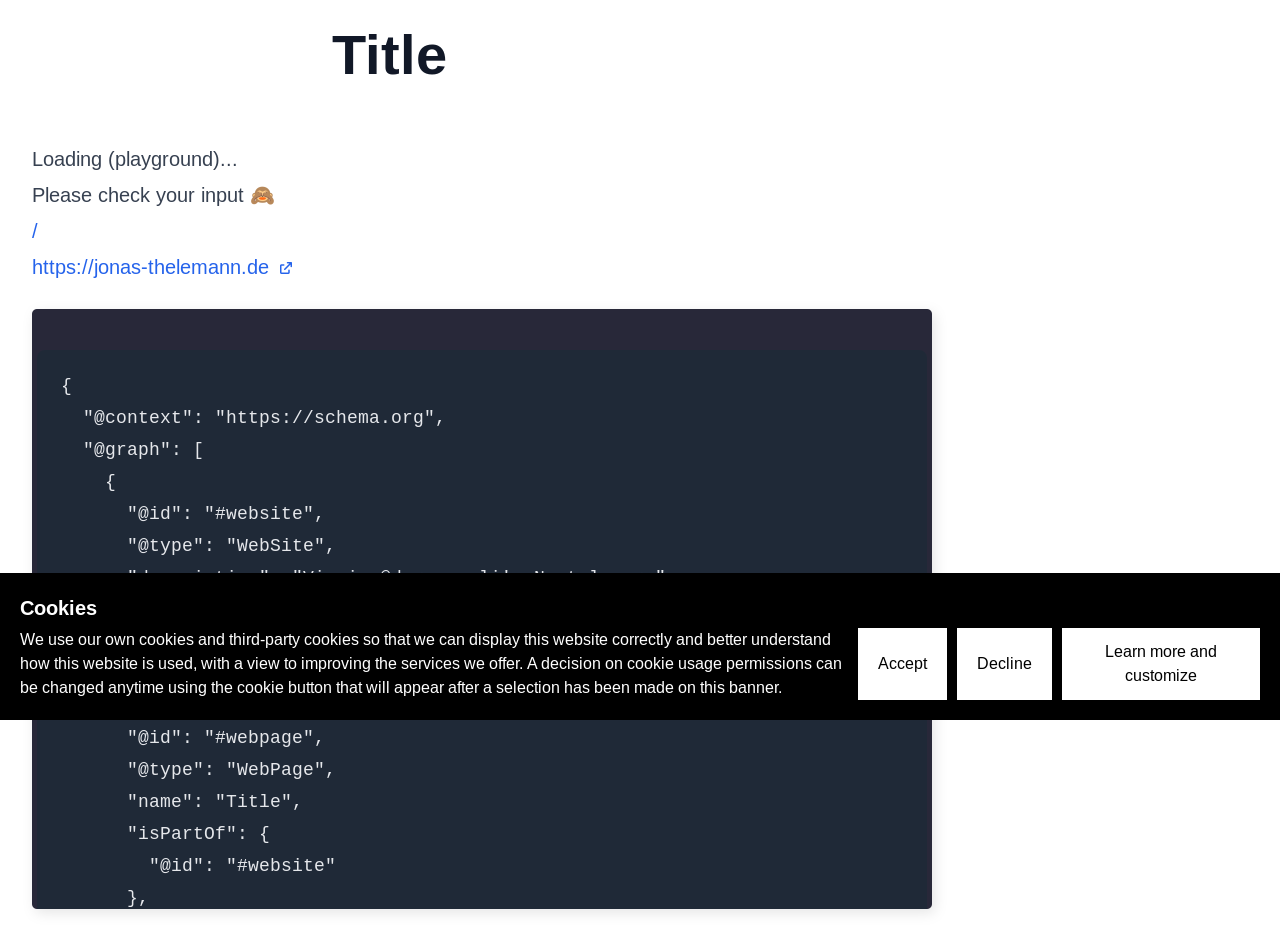 Title
Loading (playground)…
Please check your input 🙈
/
https://jonas-thelemann.de
{
  "@context": "https://schema.org",
  "@graph": [
    {
      "@id": "#website",
      "@type": "WebSite",
Cookies
We use our own cookies and third-party cookies so that we can display this website correctly and better understand
how this website is used, with a view to improving the services we offer. A decision on cookie usage permissions can
be changed anytime using the cookie button that will appear after a selection has been made on this banner.
Accept
Decline
Learn more and
customize
      "@id": "#webpage",
      "@type": "WebPage",
      "name": "Title",
      "isPartOf": {
        "@id": "#website"
      },